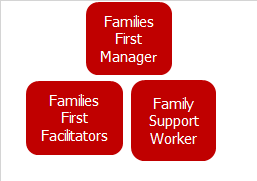 Families
First
Manager
Families
First
Facilitators
Family
Support
Worker